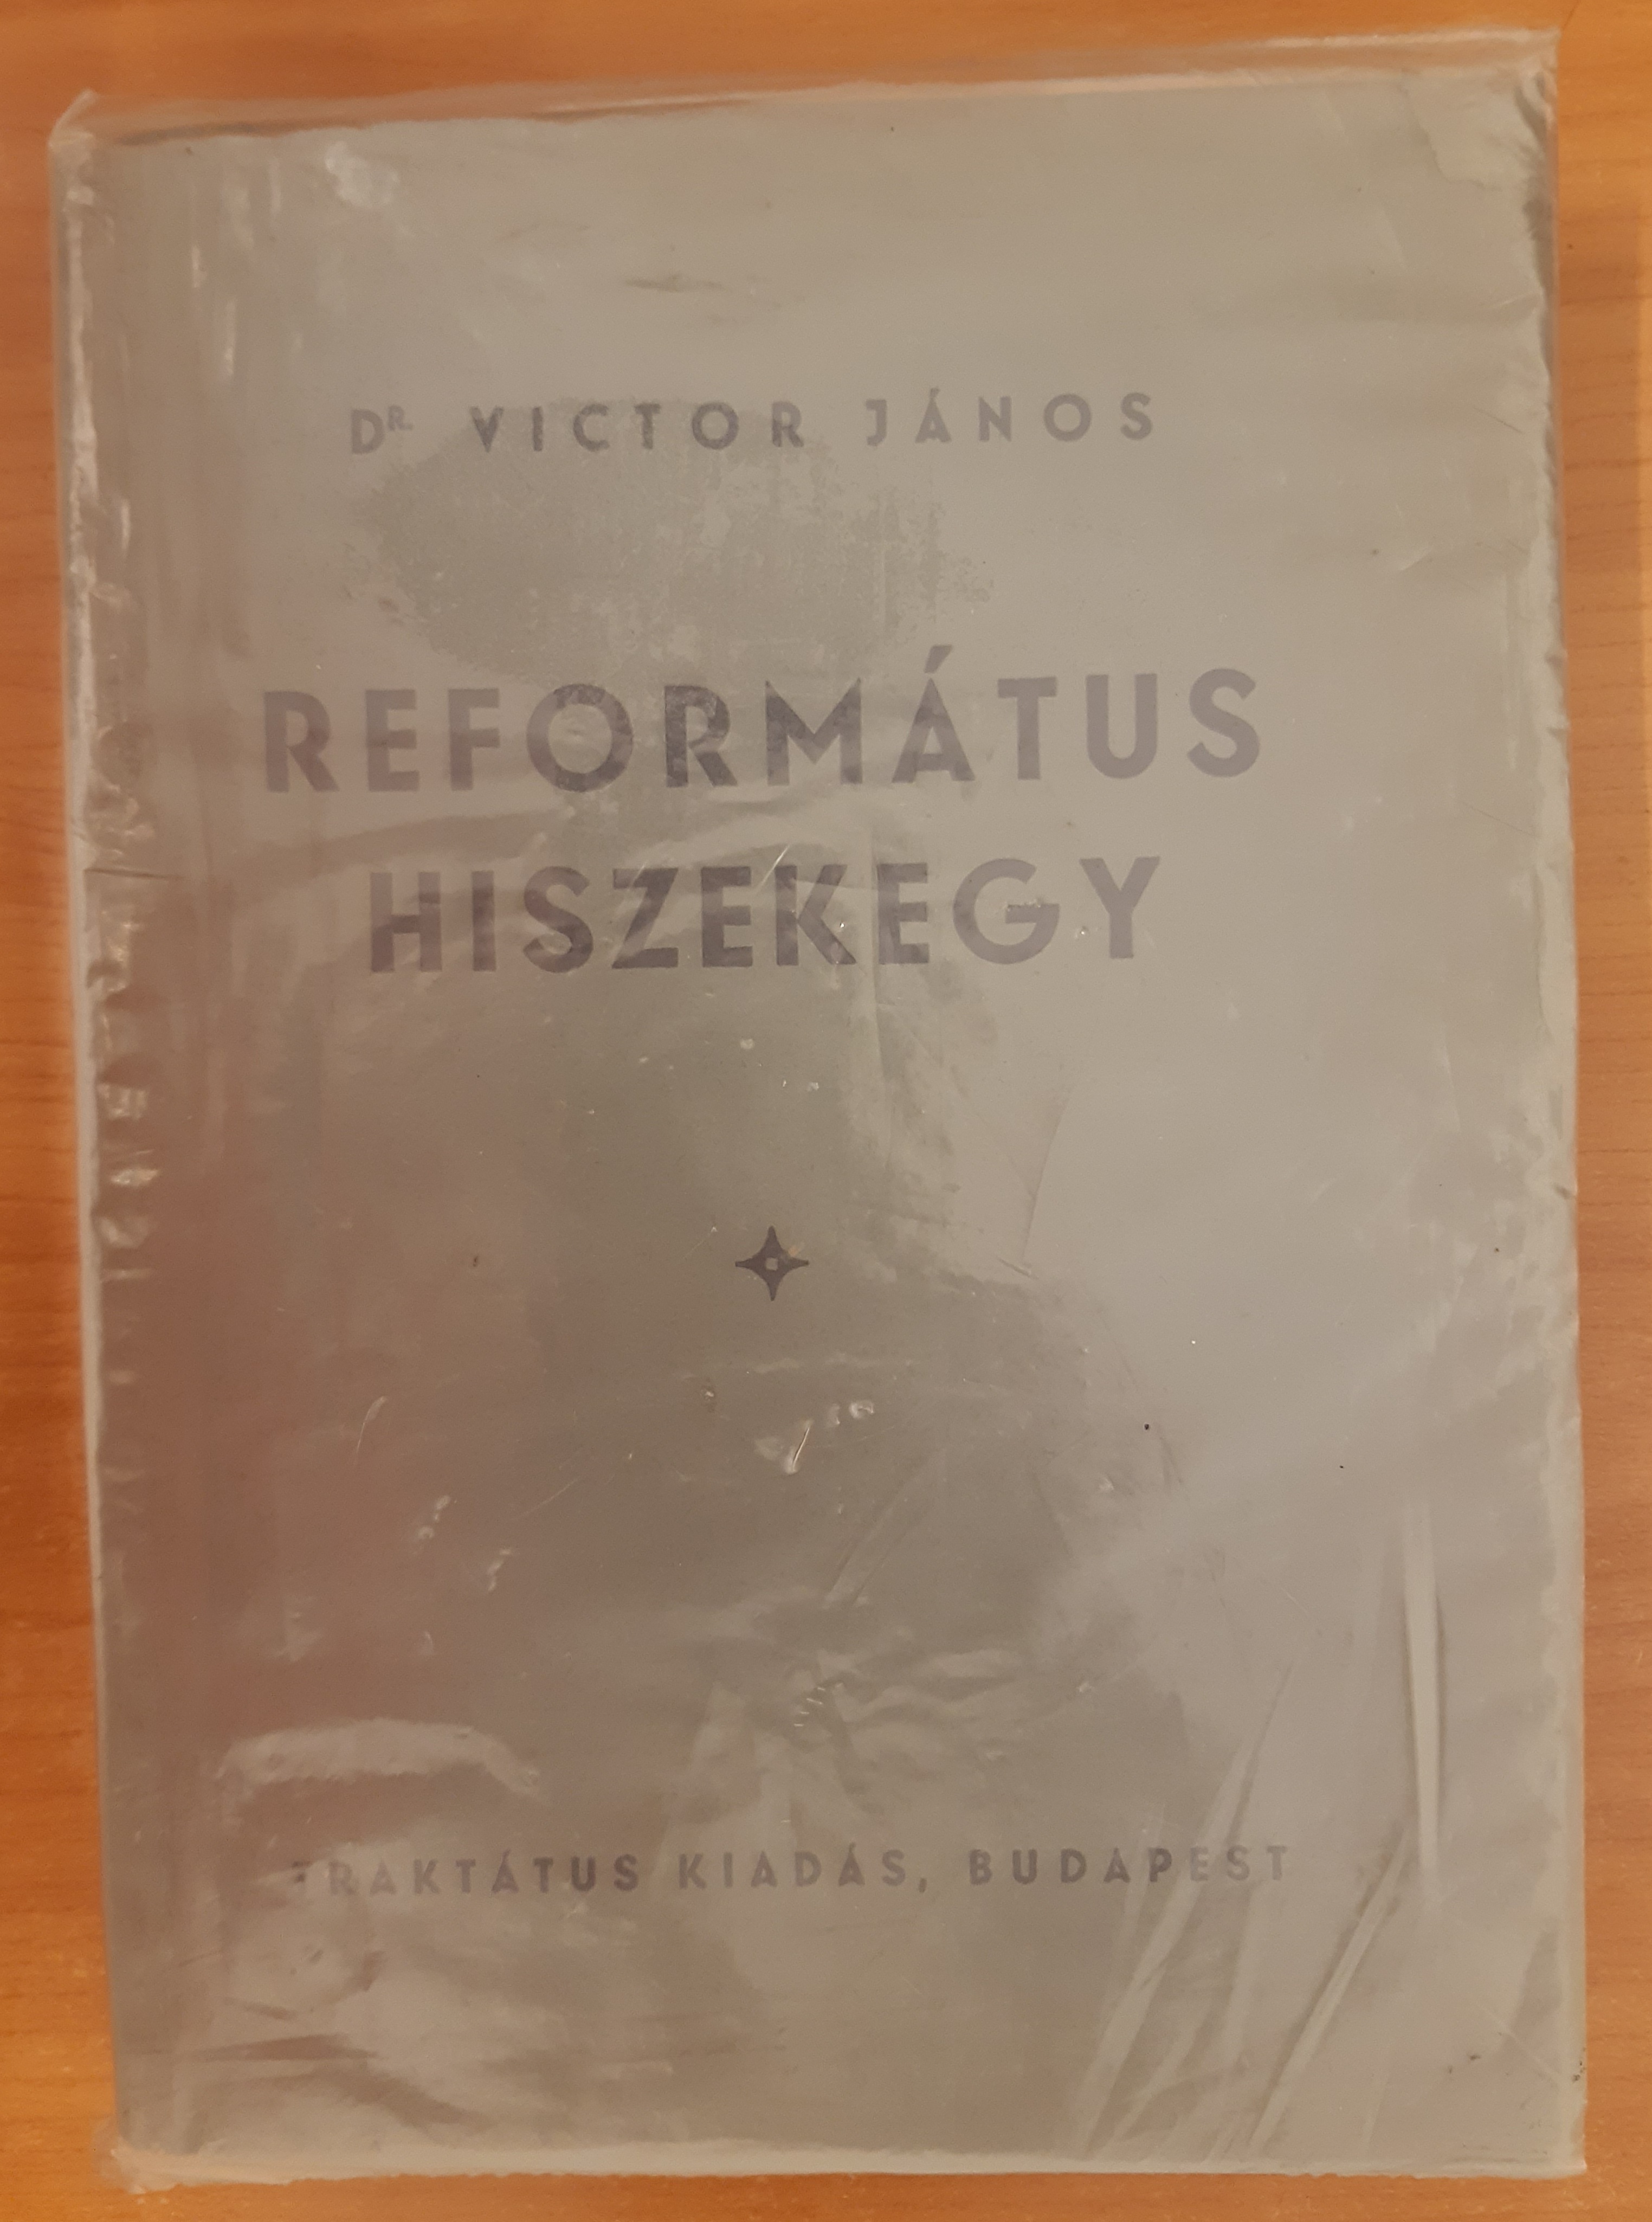 DR. VICTOR JÁNOS
REFORMÁTUS
HISZEKEGY
TRAKTÁTUS KIADÁS, BUDAPEST